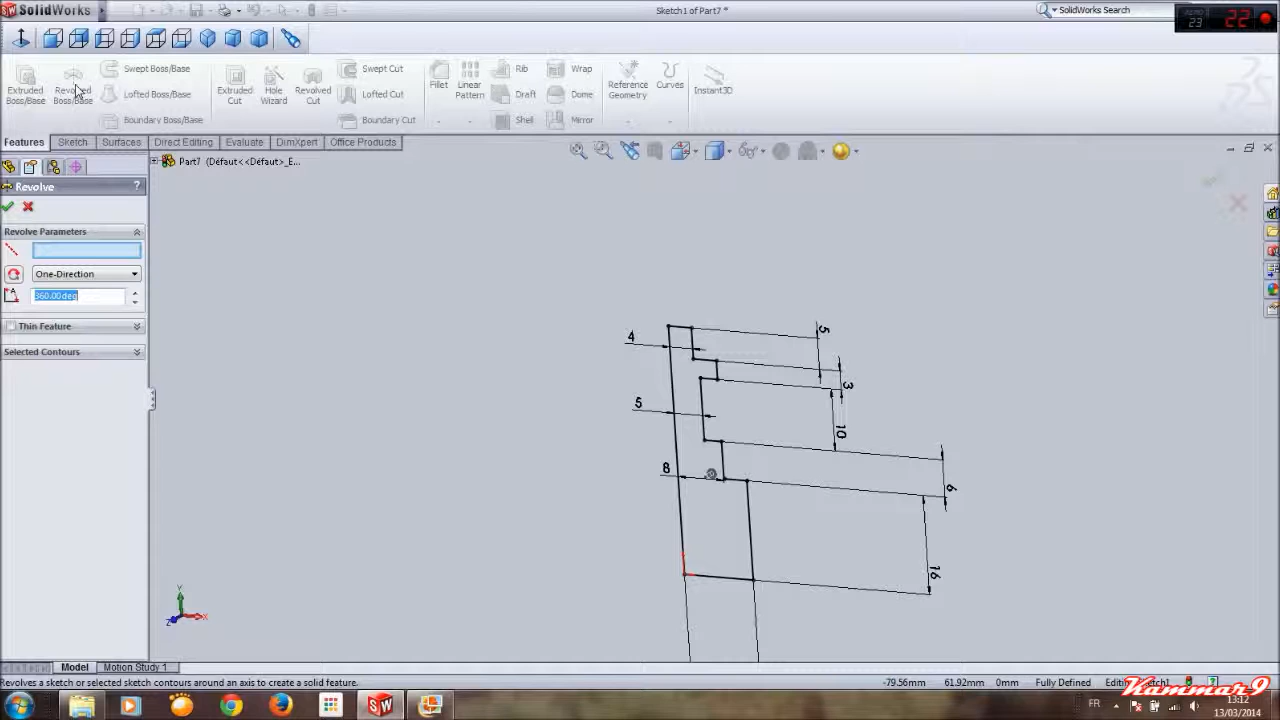 SolidWorks
Sketch1 of Part7 *
SolidWorks Search
23
22
Extruded Boss/Base
Revolved Boss/Base
Swept Boss/Base
Lofted Boss/Base
Boundary Boss/Base
Extruded Cut
Hole Wizard
Revolved Cut
Swept Cut
Lofted Cut
Boundary Cut
Fillet
Linear Pattern
Rib
Draft
Shell
Wrap
Dome
Mirror
Reference Geometry
Curves
Instant3D
Features
Sketch
Surfaces
Direct Editing
Evaluate
DimXpert
Office Products
Part7 (Défaut<<Défaut>_E...
Revolve
?
Revolve Parameters
One-Direction
360.00deg
Thin Feature
Selected Contours
4
5
5
3
10
8
6
16
Y
X
Z
Model
Motion Study 1
Revolves a sketch or selected sketch contours around an axis to create a solid feature.
-79.56mm
61.92mm
0mm
Fully Defined
Kammar9
FR
13:12
13/03/2014